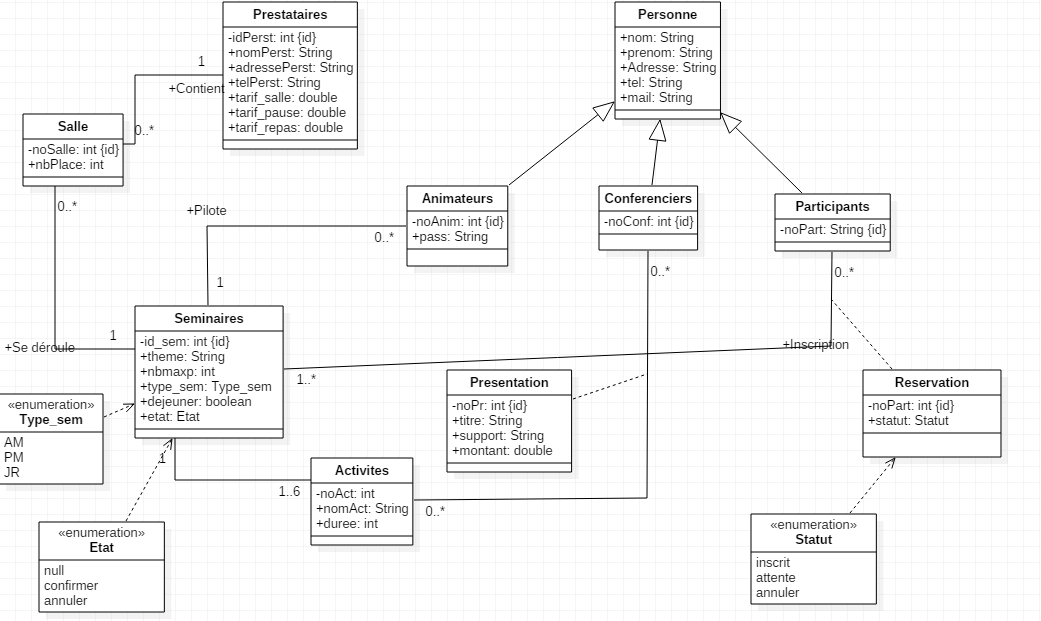 Prestataires
-idPerst: int {id}
+nomPerst: String
+adressePerst: String
+telPerst: String
+tarif_salle: double
+tarif_pause: double
+tarif_repas: double
Personne
+nom: String
+prenom: String
+Adresse: String
+tel: String
+mail: String
1
+Contient
0..*
Salle
-noSalle: int {id}
+nbPlace: int
0..*
Animateurs
-noAnim: int {id}
+pass: String
Conferenciers
-noConf: int {id}
Participants
-noPart: String {id}
+Pilote
0..*
1
0..*
0..*
Seminaires
-id_sem: int {id}
+theme: String
+nbmaxp: int
+type_sem: Type_sem
+dejeuner: boolean
+etat: Etat
1
+Se déroule
+Inscription
1..*
Presentation
-noPr: int {id}
+titre: String
+support: String
+montant: double
Reservation
-noPart: int {id}
+statut: Statut
«enumeration»
Type_sem
AM
PM
JR
1
1..6
Activites
-noAct: int
+nomAct: String
+duree: int
0..*
«enumeration»
Etat
null
confirmer
annuler
«enumeration»
Statut
inscrit
attente
annuler